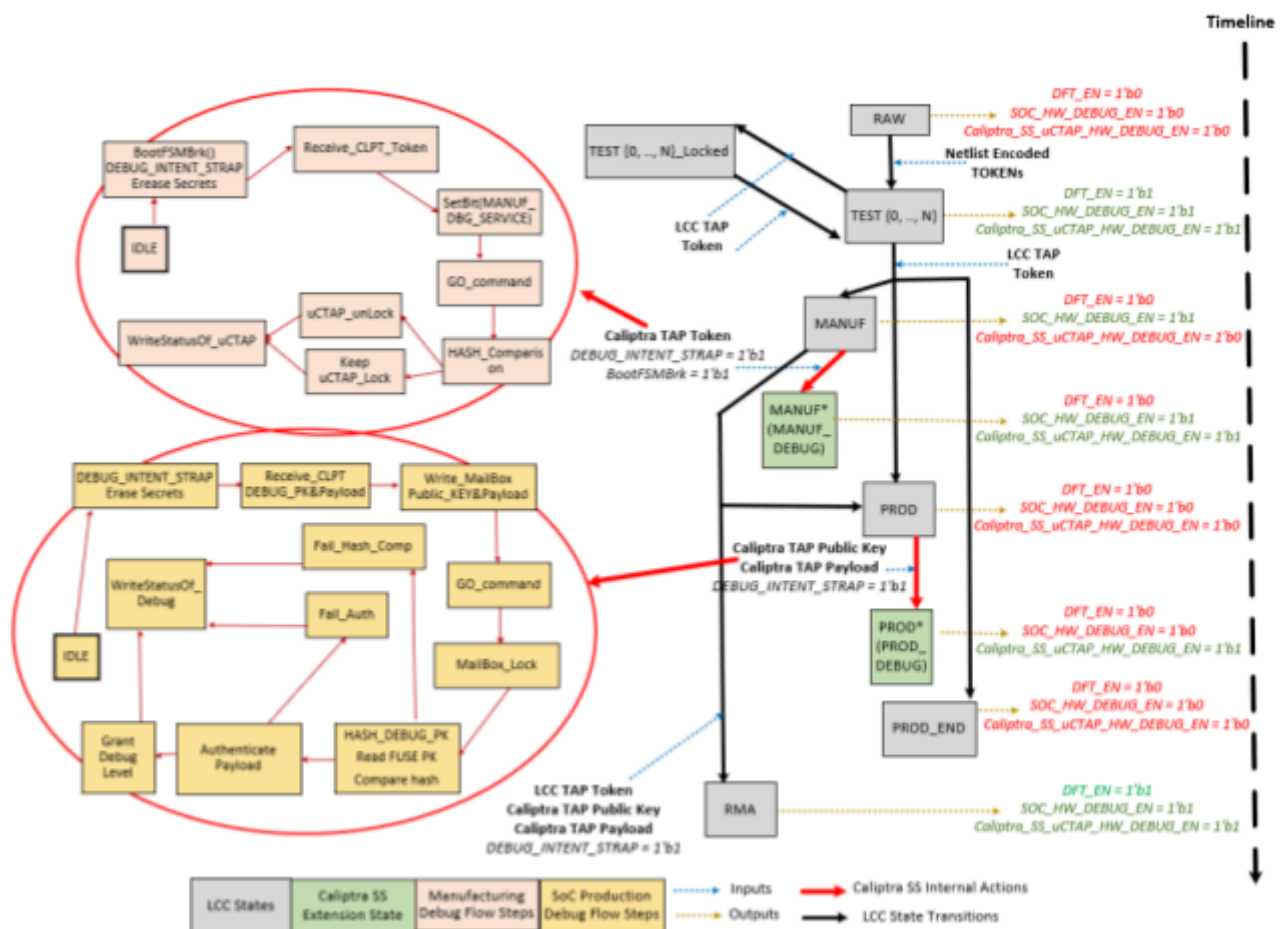 Timeline
BootFSMBrk()
DEBUG_INTENT_STRAP
Erease Secrets
Receive_CLPT_Token
IDLE
SetBit(MANUF_
DBG_SERVICE)
GO_command
uCTAP_unLock
WriteStatusOf_uCTAP
Keep
uCTAP_Lock
HASH_Comparis
on
DEBUG_INTENT_STRAP
Erase Secrets
Receive_CLPT
DEBUG_PK&Payload
Write_MailBox
Public_KEY&Payload
Fail_Hash_Comp
WriteStatusOf_
Debug
GO_command
Fail_Auth
IDLE
MailBox_Lock
Grant
Debug
Level
Authenticate
Payload
HASH_DEBUG_PK
Read FUSE PK
Compare hash
RAW
DFT_EN = 1'b0
SOC_HW_DEBUG_EN = 1'b0
Caliptra_SS_uCTAP_HW_DEBUG_EN = 1'b0
TEST {0, .., N}_Locked
Netlist Encoded
TOKENs
LCC TAP
Token
TEST {0, .., N}
DFT_EN = 1'b1
SOC_HW_DEBUG_EN = 1'b1
Caliptra_SS_uCTAP_HW_DEBUG_EN = 1'b1
LCC TAP
Token
MANUF
DFT_EN = 1'b0
SOC_HW_DEBUG_EN = 1'b1
Caliptra_SS_uCTAP_HW_DEBUG_EN = 1'b0
Caliptra TAP Token
DEBUG_INTENT_STRAP = 1'b1
BootFSMBrk = 1'b1
MANUF*
(MANUF_
DEBUG)
DFT_EN = 1'b0
SOC_HW_DEBUG_EN = 1'b1
Caliptra_SS_uCTAP_HW_DEBUG_EN = 1'b1
PROD
DFT_EN = 1'b0
SOC_HW_DEBUG_EN = 1'b0
Caliptra_SS_uCTAP_HW_DEBUG_EN = 1'b0
Caliptra TAP Public Key
Caliptra TAP Payload
DEBUG_INTENT_STRAP = 1'b1
PROD*
(PROD_
DEBUG)
DFT_EN = 1'b0
SOC_HW_DEBUG_EN = 1'b0
Caliptra_SS_uCTAP_HW_DEBUG_EN = 1'b1
PROD_END
DFT_EN = 1'b0
SOC_HW_DEBUG_EN = 1'b0
Caliptra_SS_uCTAP_HW_DEBUG_EN = 1'b0
LCC TAP Token
Caliptra TAP Public Key
Caliptra TAP Payload
DEBUG_INTENT_STRAP = 1'b1
RMA
DFT_EN = 1'b1
SOC_HW_DEBUG_EN = 1'b1
Caliptra_SS_uCTAP_HW_DEBUG_EN = 1'b1
LCC States
Caliptra SS
Extension State
Manufacturing
Debug Flow Steps
SoC Production
Debug Flow Steps
Inputs
Outputs
Caliptra SS Internal Actions
LCC State Transitions